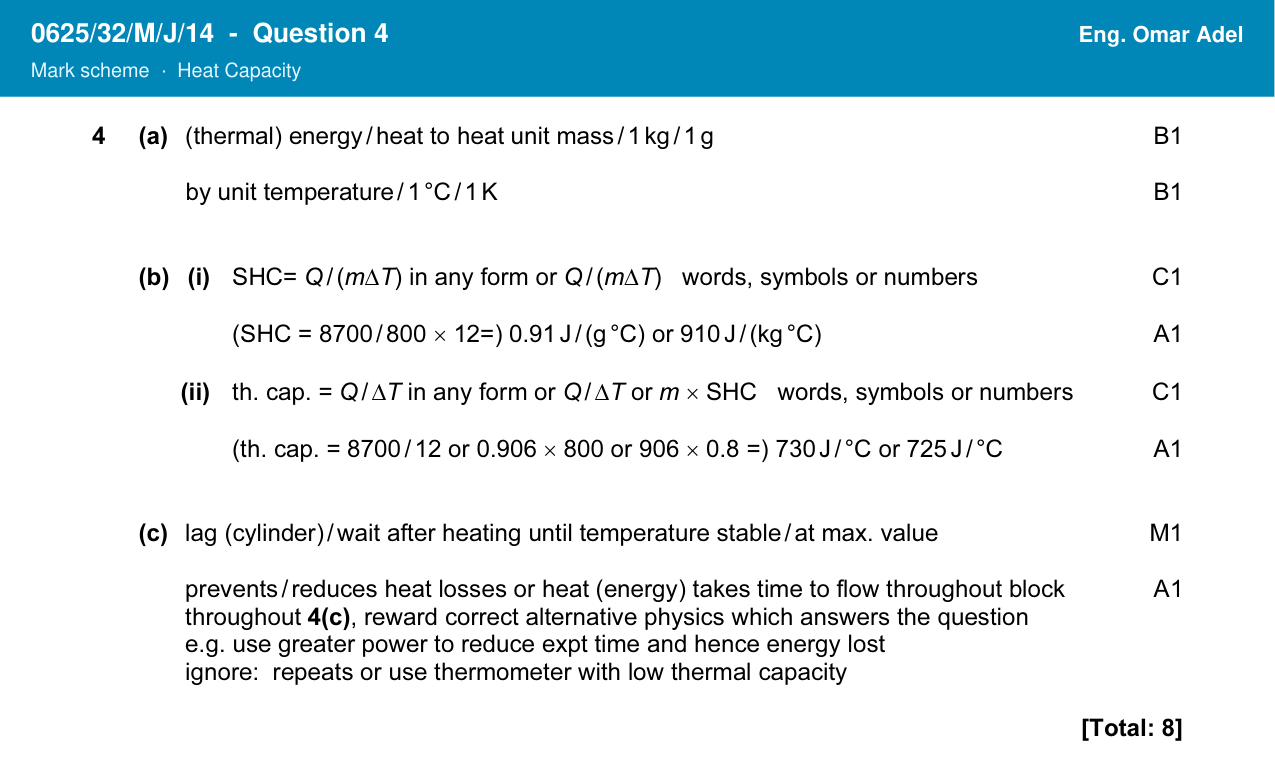 0625/32/M/J/14 - Question 4
Eng. Omar Adel
Mark scheme · Heat Capacity
4 (a) (thermal) energy / heat to heat unit mass / 1 kg / 1 g B1
by unit temperature / 1 °C / 1 K B1
(b) (i) SHC= Q / (mΔT) in any form or Q / (mΔT) words, symbols or numbers C1
(SHC = 8700 / 800 × 12=) 0.91 J / (g °C) or 910 J / (kg °C) A1
(ii) th. cap. = Q / ΔT in any form or Q / ΔT or m × SHC words, symbols or numbers C1
(th. cap. = 8700 / 12 or 0.906 × 800 or 906 × 0.8 =) 730 J / °C or 725 J / °C A1
(c) lag (cylinder) / wait after heating until temperature stable / at max. value M1
prevents / reduces heat losses or heat (energy) takes time to flow throughout block A1
throughout 4(c), reward correct alternative physics which answers the question
e.g. use greater power to reduce expt time and hence energy lost
ignore: repeats or use thermometer with low thermal capacity
[Total: 8]